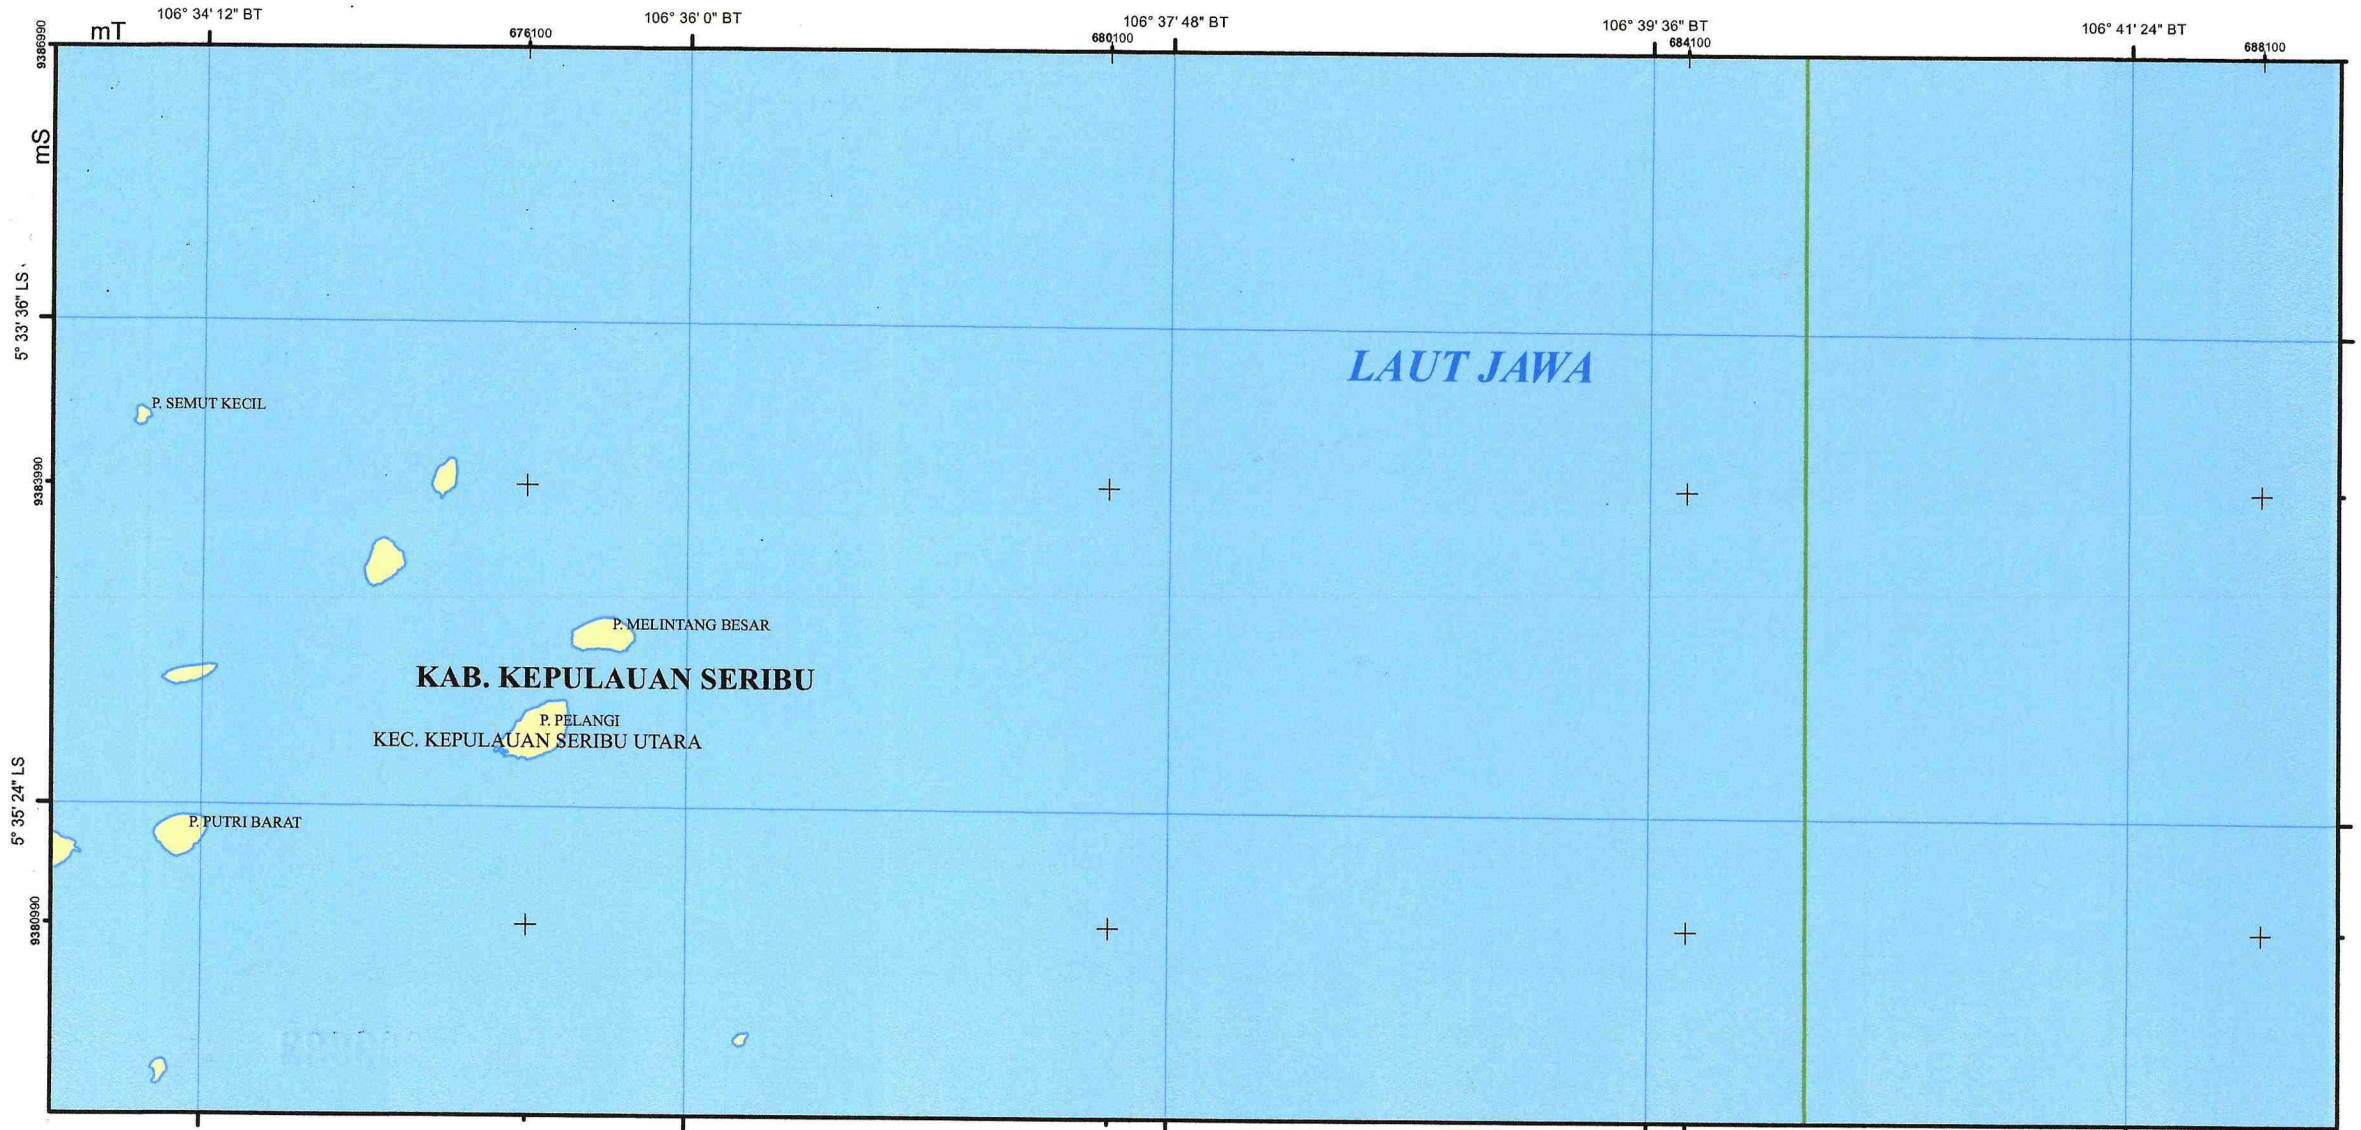 106° 34' 12" BT
106° 36' 0" BT
106° 37' 48" BT
106° 39' 36" BT
106° 41' 24" BT
mT
676100
680100
684100
688100
9386990
mS
5° 33' 36" LS
LAUT JAWA
P. SEMUT KECIL
9383990
P. MELINTANG BESAR
KAB. KEPULAUAN SERIBU
P. PELANGI
KEC. KEPULAUAN SERIBU UTARA
5° 35' 24" LS
P. PUTRI BARAT
9380990